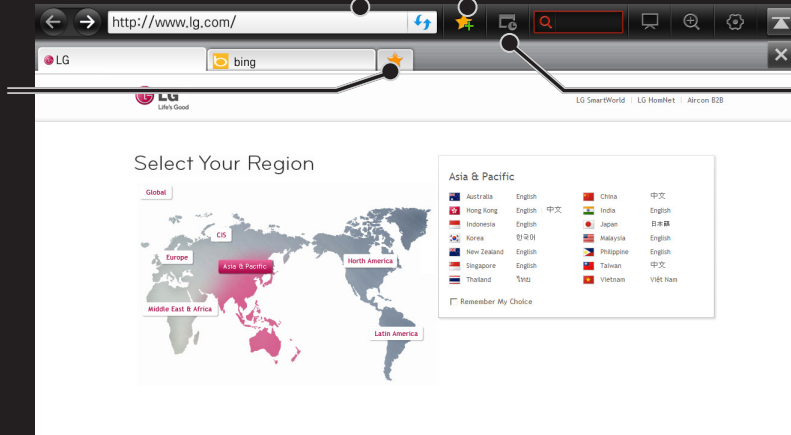 http://www.lg.com/
LG
bing
LG
Life's Good
LG SmartWorld | LG HomNet | Aircon B2B
Select Your Region
Global
CIS
Europe
Asia & Pacific
North America
Middle East & Africa
Latin America
Asia & Pacific
Australia English China 中文
Hong Kong English | 中文 India English
Indonesia English Japan 日本語
Korea 한국어 Malaysia English
New Zealand English Philippine English
Singapore English Taiwan 中文
Thailand ไทย Vietnam Việt Nam
Remember My Choice